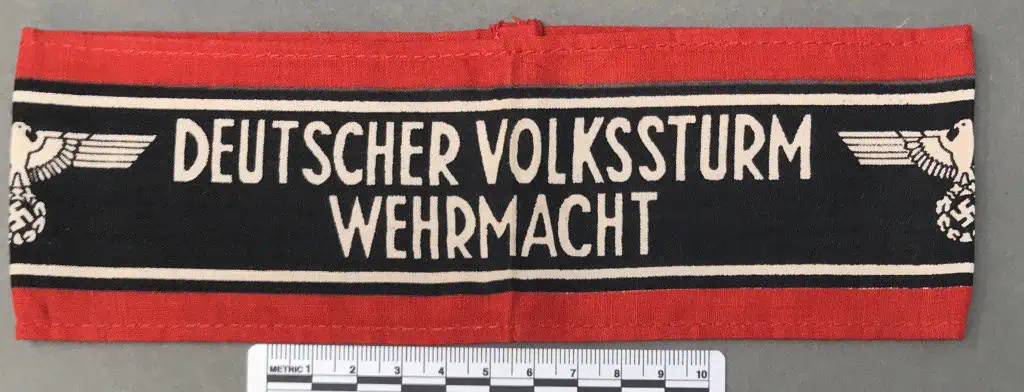 DEUTSCHER VOLKSSTURM
WEHRMACHT
METRIC 1 2 3 4 5 6 7 8 9 10